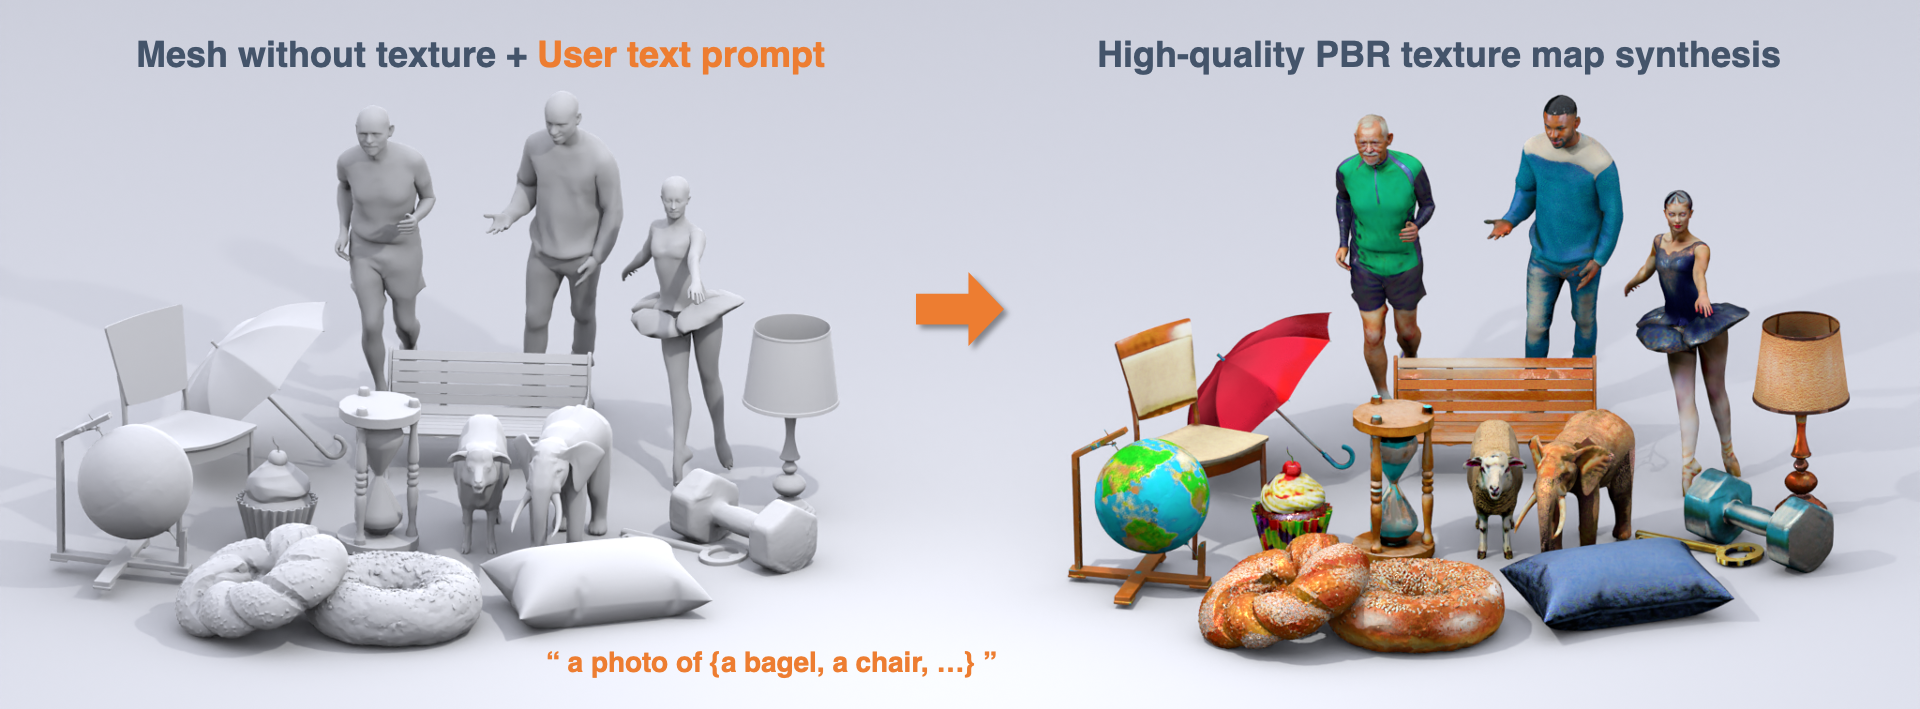 Mesh without texture + User text prompt
High-quality PBR texture map synthesis
“ a photo of {a bagel, a chair, …} ”